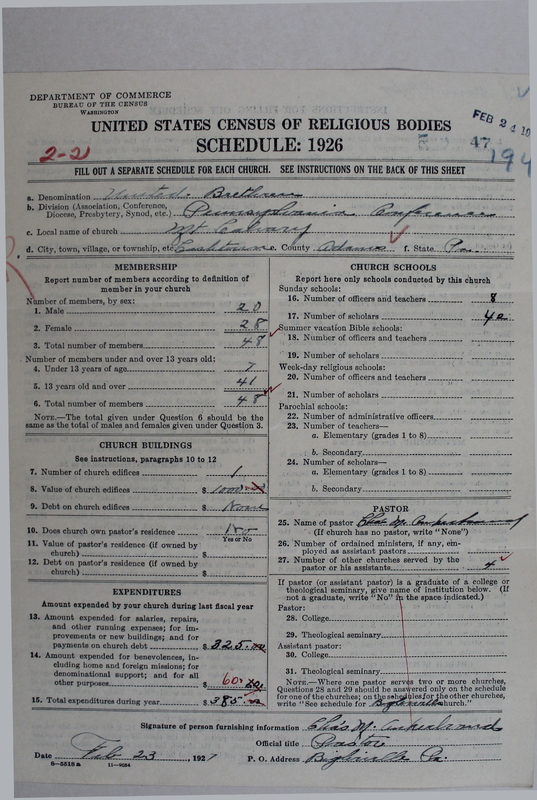 DEPARTMENT OF COMMERCE
BUREAU OF THE CENSUS
WASHINGTON
FEB 24 10
47
194
UNITED STATES CENSUS OF RELIGIOUS BODIES
SCHEDULE: 1926
2-21
FILL OUT A SEPARATE SCHEDULE FOR EACH CHURCH. SEE INSTRUCTIONS ON THE BACK OF THIS SHEET
a. Denomination United Brethren
b. Division (Association, Conference, Diocese, Presbytery, Synod, etc.) Pennsylvania Conference
c. Local name of church Mt Calvary
d. City, town, village, or township, etc. e. County Adams f. State Pa.
MEMBERSHIP
Report number of members according to definition of member in your church
Number of members, by sex:
1. Male 20
2. Female 28
3. Total number of members 48
Number of members under and over 13 years old:
4. Under 13 years of age 7
5. 13 years old and over 41
6. Total number of members 48
NOTE.—The total given under Question 6 should be the same as the total of males and females given under Question 3.
CHURCH BUILDINGS
See instructions, paragraphs 10 to 12
7. Number of church edifices 1
8. Value of church edifices $
9. Debt on church edifices $ None
10. Does church own pastor's residence No
Yes or No
11. Value of pastor's residence (if owned by church) $
12. Debt on pastor's residence (if owned by church) $
EXPENDITURES
Amount expended by your church during last fiscal year
13. Amount expended for salaries, repairs, and other running expenses; for improvements or new buildings; and for payments on church debt $ 325.00
14. Amount expended for benevolences, including home and foreign missions; for denominational support; and for all other purposes $ 60.
15. Total expenditures during year $ 385
CHURCH SCHOOLS
Report here only schools conducted by this church
Sunday schools:
16. Number of officers and teachers 8
17. Number of scholars
Summer vacation Bible schools:
18. Number of officers and teachers
19. Number of scholars
Week-day religious schools:
20. Number of officers and teachers
21. Number of scholars
Parochial schools:
22. Number of administrative officers
23. Number of teachers—
a. Elementary (grades 1 to 8)
b. Secondary
24. Number of scholars—
a. Elementary (grades 1 to 8)
b. Secondary
PASTOR
25. Name of pastor Chas M.
(If church has no pastor, write "None")
26. Number of ordained ministers, if any, employed as assistant pastors
27. Number of other churches served by the pastor or his assistants 4
If pastor (or assistant pastor) is a graduate of a college or theological seminary, give name of institution below. (If not a graduate, write "No" in the space indicated.)
Pastor:
28. College
29. Theological seminary
Assistant pastor:
30. College
31. Theological seminary
NOTE.—Where one pastor serves two or more churches, Questions 28 and 29 should be answered only on the schedule for one of the churches; on the schedules for the other churches, write "See schedule for Biglerville church."
Signature of person furnishing information Chas M.
Official title Pastor
Date Feb 23 1927 P. O. Address Biglerville Pa.
8-5518a 11-9054